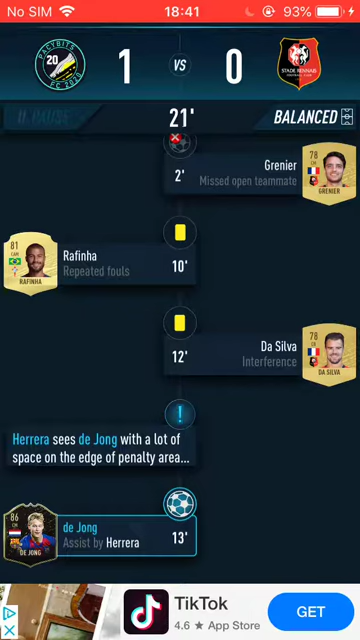 No SIM
18:41
93%
PACYBITS
20
FC 2020
1
VS
0
STADE RENNAIS
FOOTBALL CLUB
II CAUSE
21'
BALANCED
2'
Grenier
Missed open teammate
78
CM
GRENIER
81
CAM
RAFINHA
Rafinha
Repeated fouls
10'
12'
Da Silva
Interference
78
CB
DA SILVA
!
Herrera sees de Jong with a lot of
space on the edge of penalty area...
86
CM
DE JONG
de Jong
Assist by Herrera
13'
TikTok
4.6 ★ App Store
GET